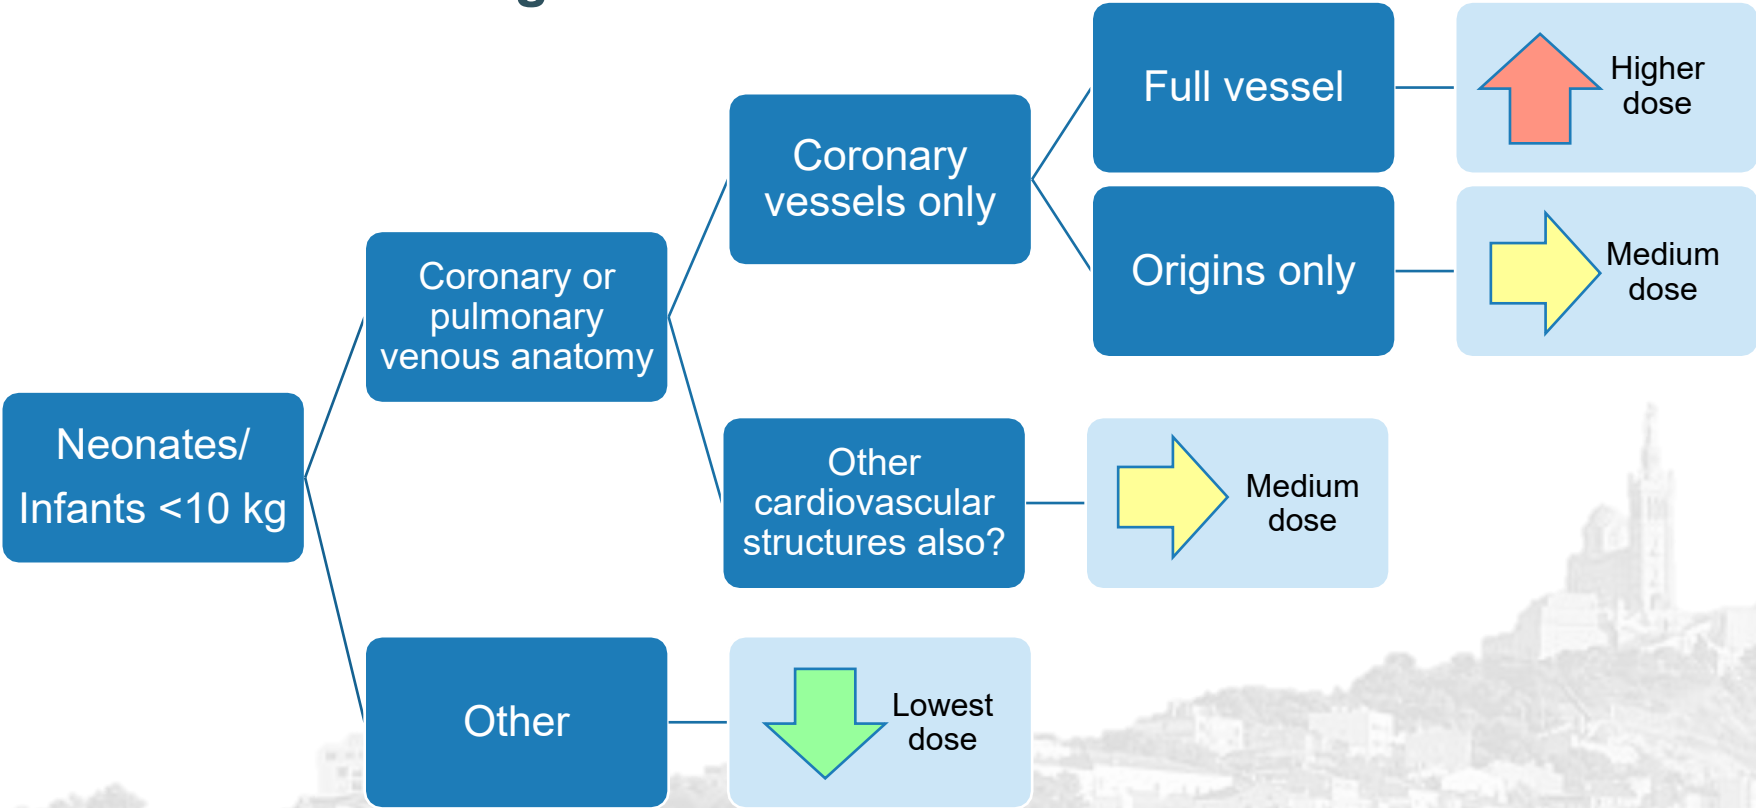 Full vessel
Higher
dose
Coronary
vessels only
Origins only
Medium
dose
Coronary or
pulmonary
venous anatomy
Neonates/
Infants <10 kg
Other
cardiovascular
structures also?
Medium
dose
Other
Lowest
dose